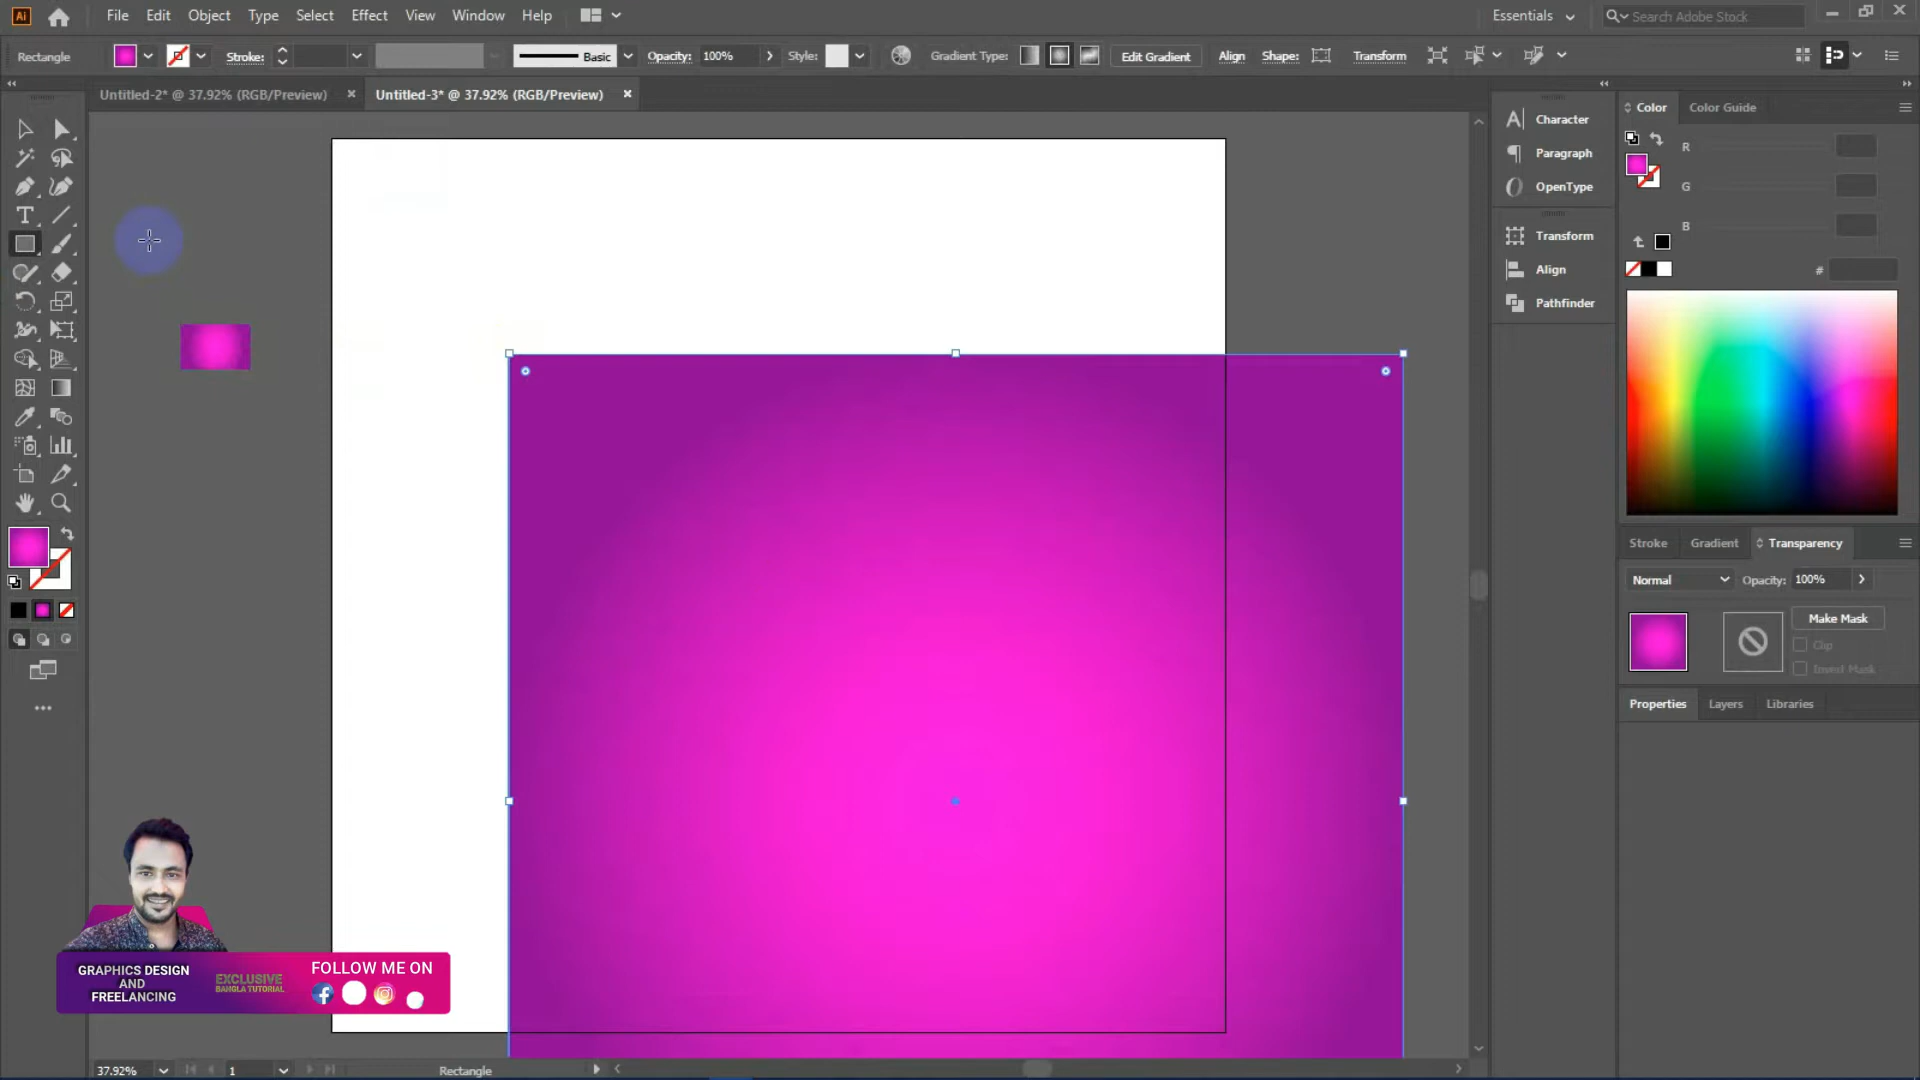 Ai File Edit Object Type Select Effect View Window Help Essentials Search Adobe Stock
Rectangle Stroke: Basic Opacity: 100% Style: Gradient Type: Edit Gradient Align Shape: Transform
Untitled-2* @ 37.92% (RGB/Preview) × Untitled-3* @ 37.92% (RGB/Preview) ×
Character
Paragraph
OpenType
Transform
Align
Pathfinder
Color Color Guide
R
G
B
#
Stroke Gradient Transparency
Normal Opacity: 100%
Make Mask
Clip
Invert Mask
Properties Layers Libraries
GRAPHICS DESIGN
AND
FREELANCING
EXCLUSIVE
BANGLA TUTORIAL
FOLLOW ME ON
37.92% 1 Rectangle